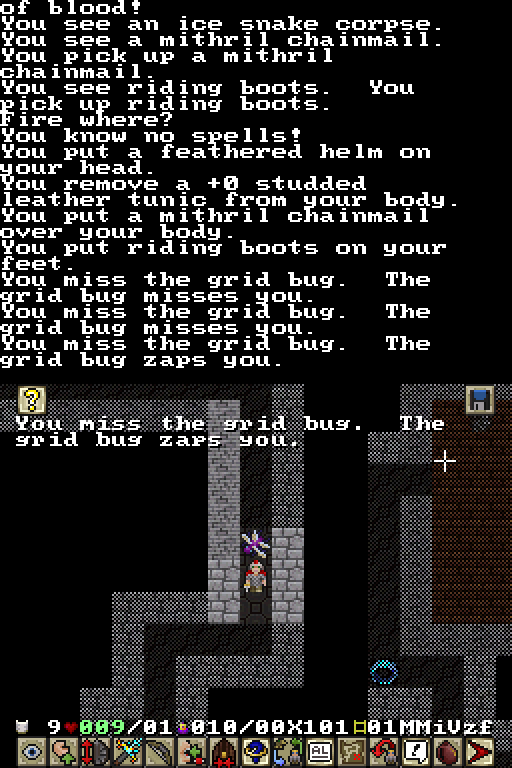 of blood!
You see an ice snake corpse.
You see a mithril chainmail.
You pick up a mithril
chainmail.
You see riding boots.  You
pick up riding boots.
Fire where?
You know no spells!
You put a feathered helm on
your head.
You remove a +0 studded
leather tunic from your body.
You put a mithril chainmail
over your body.
You put riding boots on your
feet.
You miss the grid bug.  The
grid bug misses you.
You miss the grid bug.  The
grid bug misses you.
You miss the grid bug.  The
grid bug zaps you.
?
You miss the grid bug.  The
grid bug zaps you.
9 009/01 010/00X101 01MMiVzf